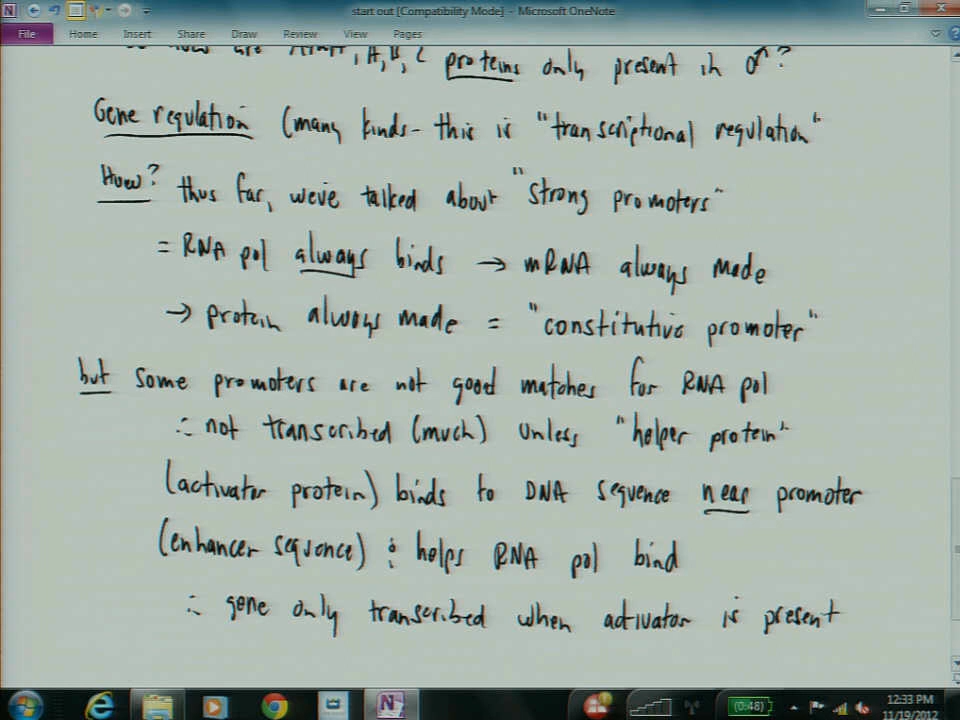 start out [Compatibility Mode] - Microsoft OneNote
File Home Insert Share Draw Review View Pages
, A, B, C proteins only present in ♂?
Gene regulation (many kinds - this is "transcriptional regulation"
How? thus far, we've talked about "strong promoters"
= RNA pol always binds → mRNA always made
→ protein always made = "constitutive promoter"
but some promoters are not good matches for RNA pol
∴ not transcribed (much) unless "helper protein"
(activator protein) binds to DNA sequence near promoter
(enhancer sequence) & helps RNA pol bind
∴ gene only transcribed when activator is present
(0:48)
12:33 PM
11/19/2012